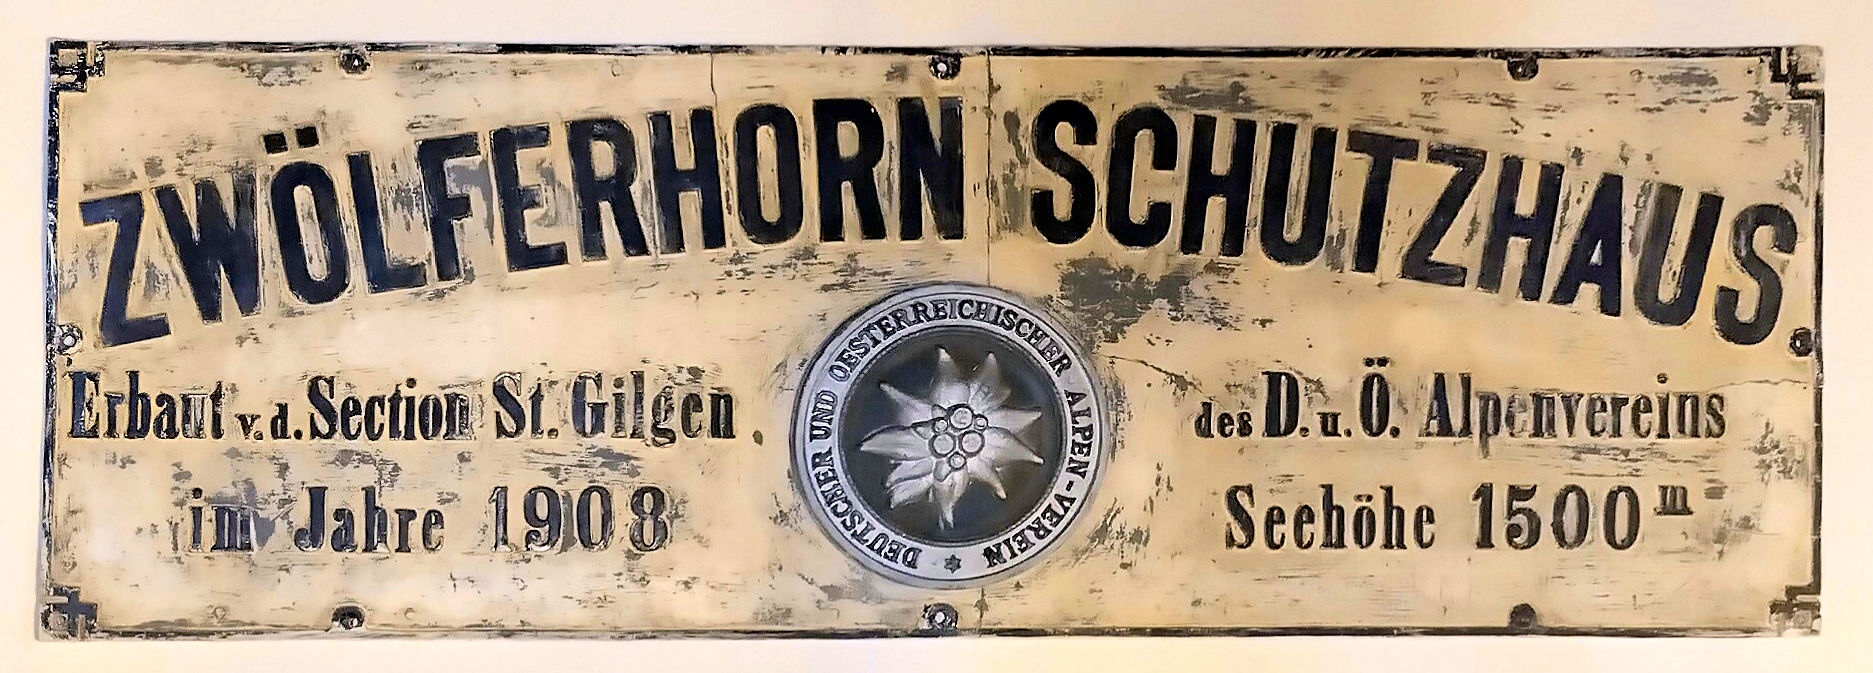 ZWÖLFERHORN SCHUTZHAUS.
Erbaut v. d. Section St. Gilgen.
im Jahre 1908
DEUTSCHER UND OESTERREICHISCHER ALPEN-VEREIN
des D. u. Ö. Alpenvereins
Seehöhe 1500 m